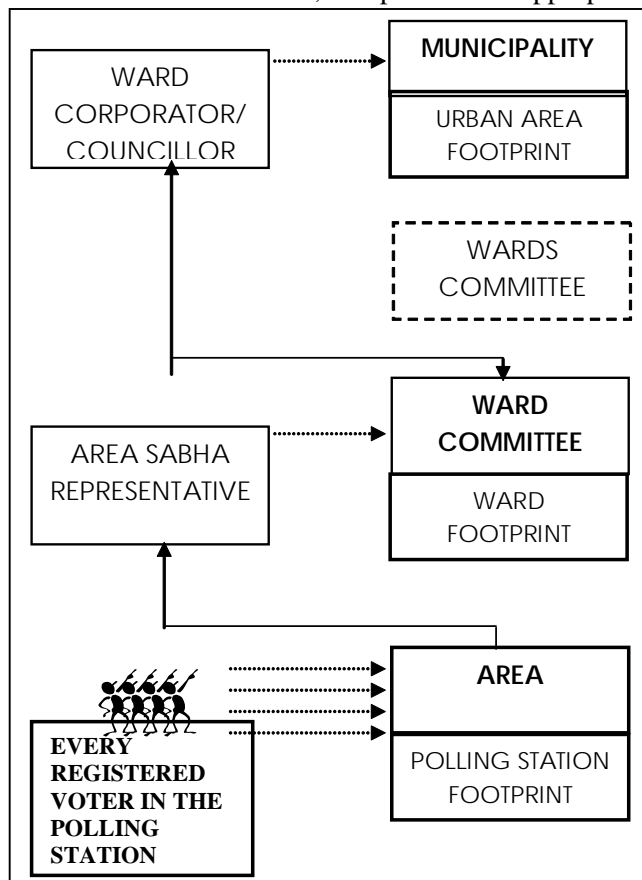 WARD
CORPORATOR/
COUNCILLOR
MUNICIPALITY
URBAN AREA
FOOTPRINT
WARDS
COMMITTEE
AREA SABHA
REPRESENTATIVE
WARD
COMMITTEE
WARD
FOOTPRINT
EVERY
REGISTERED
VOTER IN THE
POLLING
STATION
AREA
POLLING STATION
FOOTPRINT